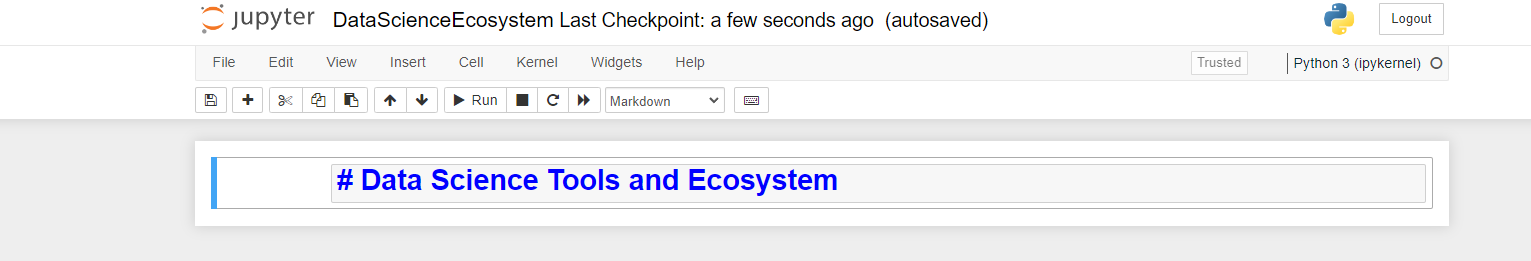 jupyter DataScienceEcosystem Last Checkpoint: a few seconds ago (autosaved) Logout
File Edit View Insert Cell Kernel Widgets Help Trusted Python 3 (ipykernel)
Run Markdown
# Data Science Tools and Ecosystem